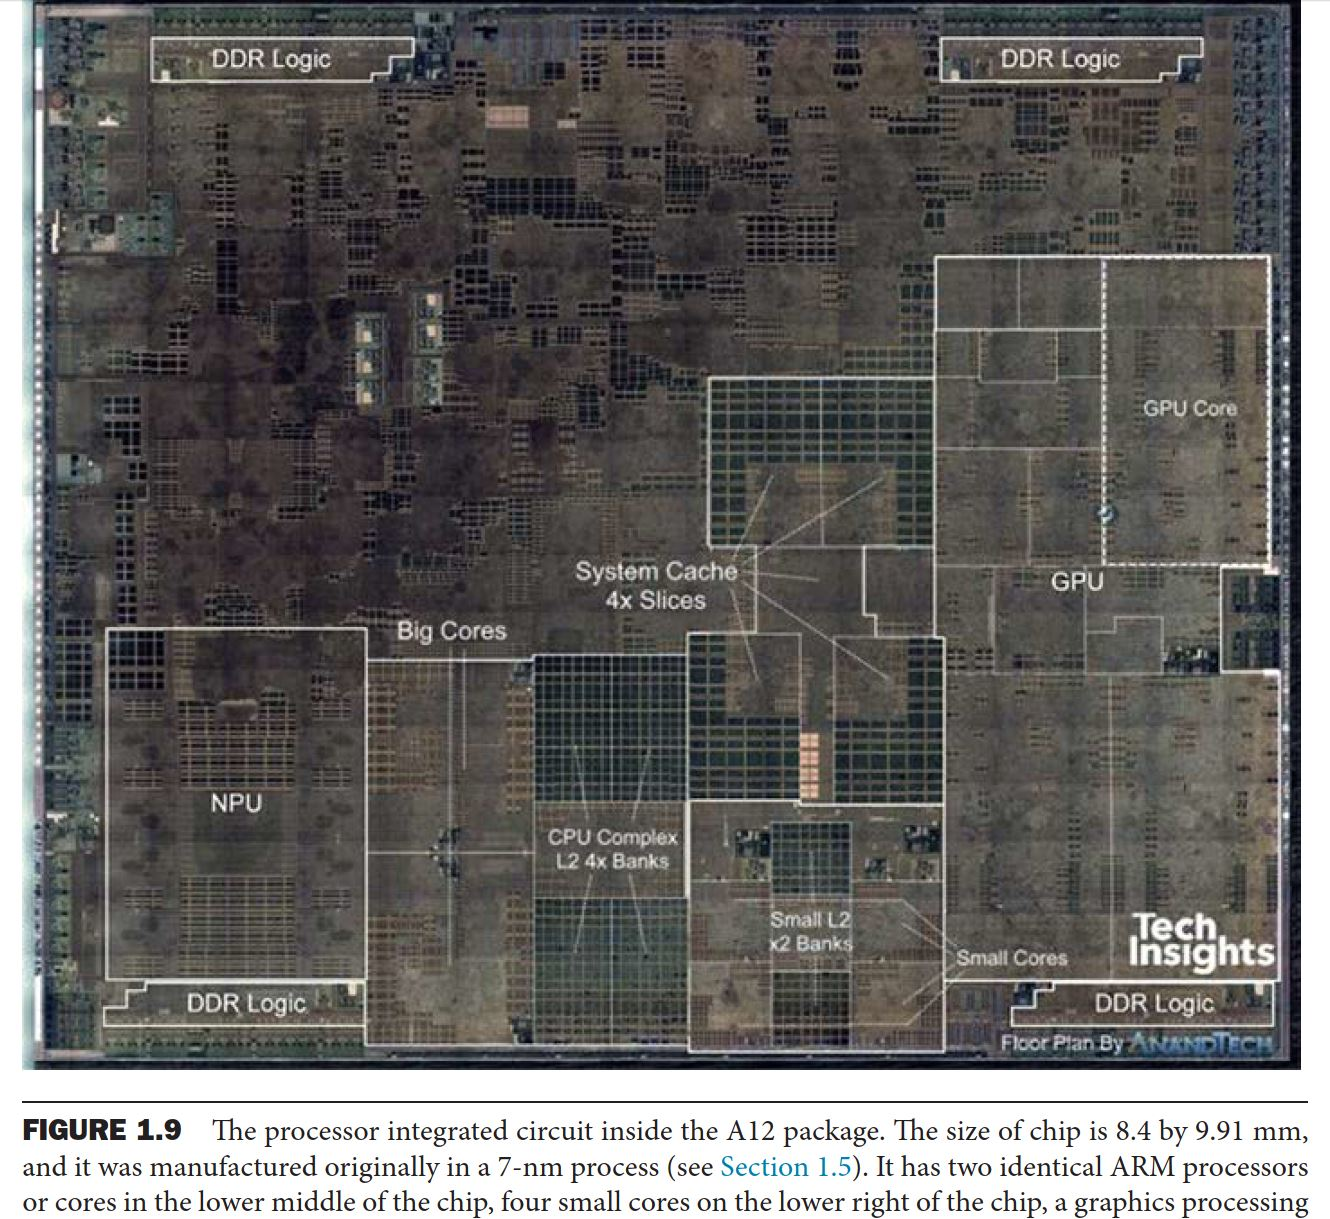 DDR Logic
DDR Logic
GPU Core
System Cache
4x Slices
GPU
Big Cores
NPU
CPU Complex
L2 4x Banks
Small L2
x2 Banks
Small Cores
Tech
Insights
DDR Logic
DDR Logic
Floor Plan By ANANDTECH
FIGURE 1.9 The processor integrated circuit inside the A12 package. The size of chip is 8.4 by 9.91 mm,
and it was manufactured originally in a 7-nm process (see Section 1.5). It has two identical ARM processors
or cores in the lower middle of the chip, four small cores on the lower right of the chip, a graphics processing